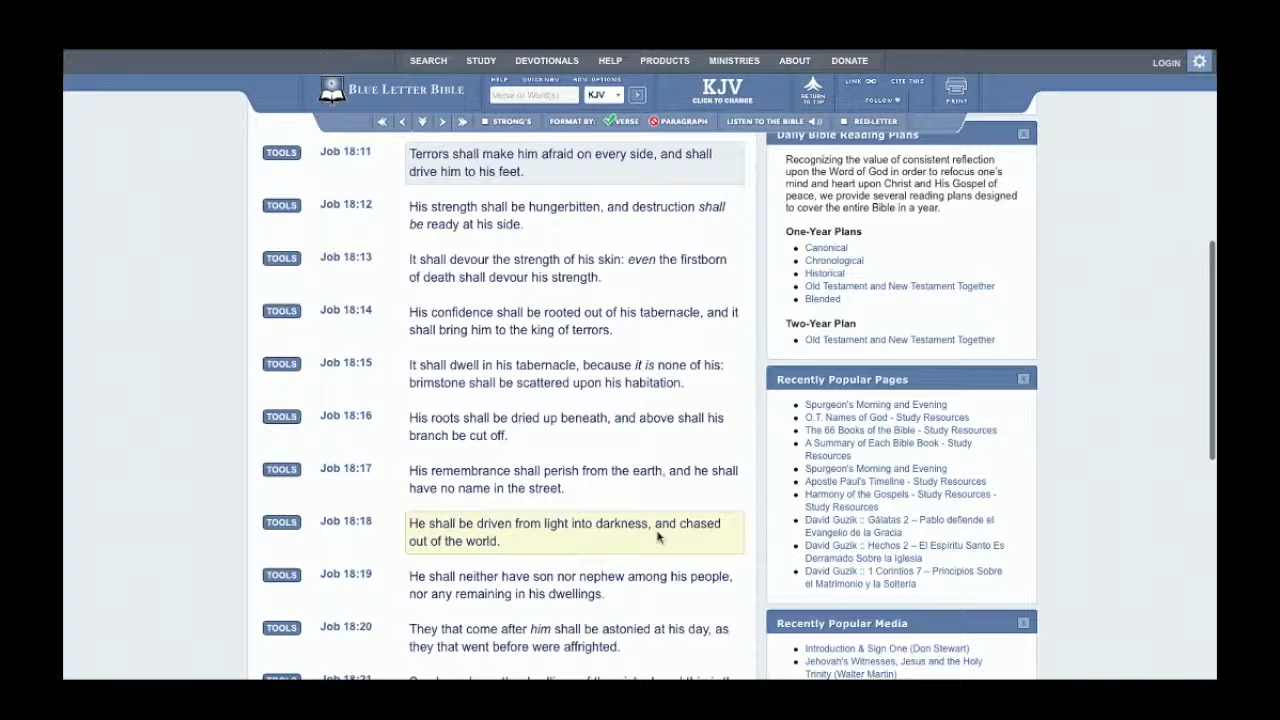 SEARCH STUDY DEVOTIONALS HELP PRODUCTS MINISTRIES ABOUT DONATE
LOGIN
BLUE LETTER BIBLE
HELP QUICKNAV ADV. OPTIONS
Verse or Word(s) KJV
KJV
CLICK TO CHANGE
RETURN
TO TOP
LINK CITE THIS
FOLLOW
PRINT
STRONG'S FORMAT BY: VERSE PARAGRAPH LISTEN TO THE BIBLE RED-LETTER
TOOLS Job 18:11 Terrors shall make him afraid on every side, and shall
drive him to his feet.
TOOLS Job 18:12 His strength shall be hungerbitten, and destruction shall
be ready at his side.
TOOLS Job 18:13 It shall devour the strength of his skin: even the firstborn
of death shall devour his strength.
TOOLS Job 18:14 His confidence shall be rooted out of his tabernacle, and it
shall bring him to the king of terrors.
TOOLS Job 18:15 It shall dwell in his tabernacle, because it is none of his:
brimstone shall be scattered upon his habitation.
TOOLS Job 18:16 His roots shall be dried up beneath, and above shall his
branch be cut off.
TOOLS Job 18:17 His remembrance shall perish from the earth, and he shall
have no name in the street.
TOOLS Job 18:18 He shall be driven from light into darkness, and chased
out of the world.
TOOLS Job 18:19 He shall neither have son nor nephew among his people,
nor any remaining in his dwellings.
TOOLS Job 18:20 They that come after him shall be astonied at his day, as
they that went before were affrighted.
Daily Bible Reading Plans
Recognizing the value of consistent reflection
upon the Word of God in order to refocus one's
mind and heart upon Christ and His Gospel of
peace, we provide several reading plans designed
to cover the entire Bible in a year.
One-Year Plans
Canonical
Chronological
Historical
Old Testament and New Testament Together
Blended
Two-Year Plan
Old Testament and New Testament Together
Recently Popular Pages
Spurgeon's Morning and Evening
O.T. Names of God - Study Resources
The 66 Books of the Bible - Study Resources
A Summary of Each Bible Book - Study
Resources
Spurgeon's Morning and Evening
Apostle Paul's Timeline - Study Resources
Harmony of the Gospels - Study Resources -
Study Resources
David Guzik :: Gálatas 2 – Pablo defiende el
Evangelio de la Gracia
David Guzik :: Hechos 2 – El Espíritu Santo Es
Derramado Sobre la Iglesia
David Guzik :: 1 Corintios 7 – Principios Sobre
el Matrimonio y la Soltería
Recently Popular Media
Introduction & Sign One (Don Stewart)
Jehovah's Witnesses, Jesus and the Holy
Trinity (Walter Martin)